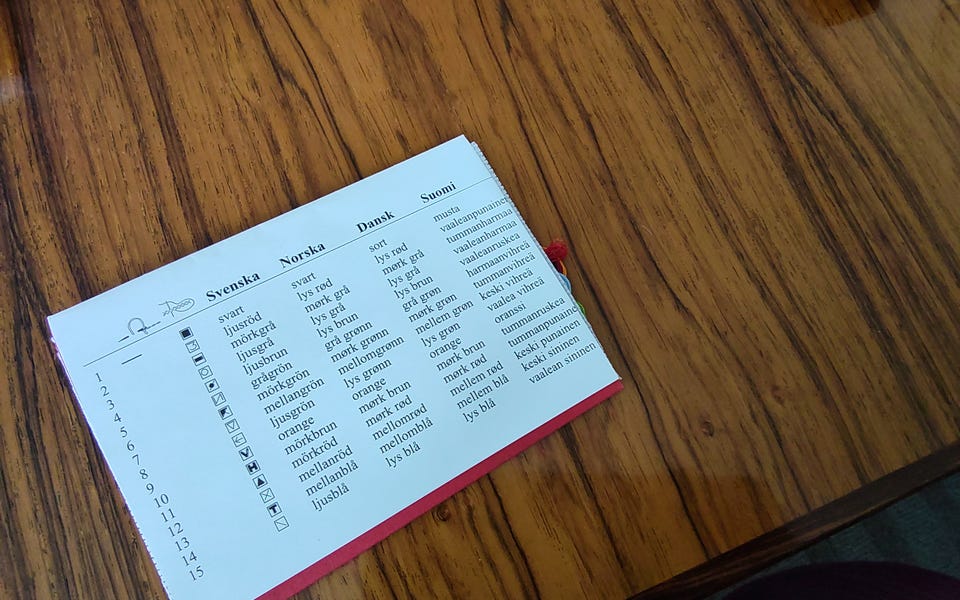 Svenska Norska Dansk Suomi
1 svart svart sort musta
2 ljusröd lys rød lys rød vaaleanpunainen
3 mörkgrå mørk grå mørk grå tummanharmaa
4 ljusgrå lys grå lys grå vaaleanharmaa
5 ljusbrun lys brun lys brun vaaleanruskea
6 grågrön grå grønn grå grøn harmaanvihreä
7 mörkgrön mørk grønn mørk grøn tummanvihreä
8 mellangrön mellomgrønn mellem grøn keski vihreä
9 ljusgrön lys grønn lys grøn vaalea vihreä
10 orange orange orange oranssi
11 mörkbrun mørk brun mørk brun tummanruskea
12 mörkröd mørk rød mørk rød tummanpunaine
13 mellanröd mellomrød mellem rød keski punainen
14 mellanblå mellomblå mellem blå keski sininen
15 ljusblå lys blå lys blå vaalean sininen